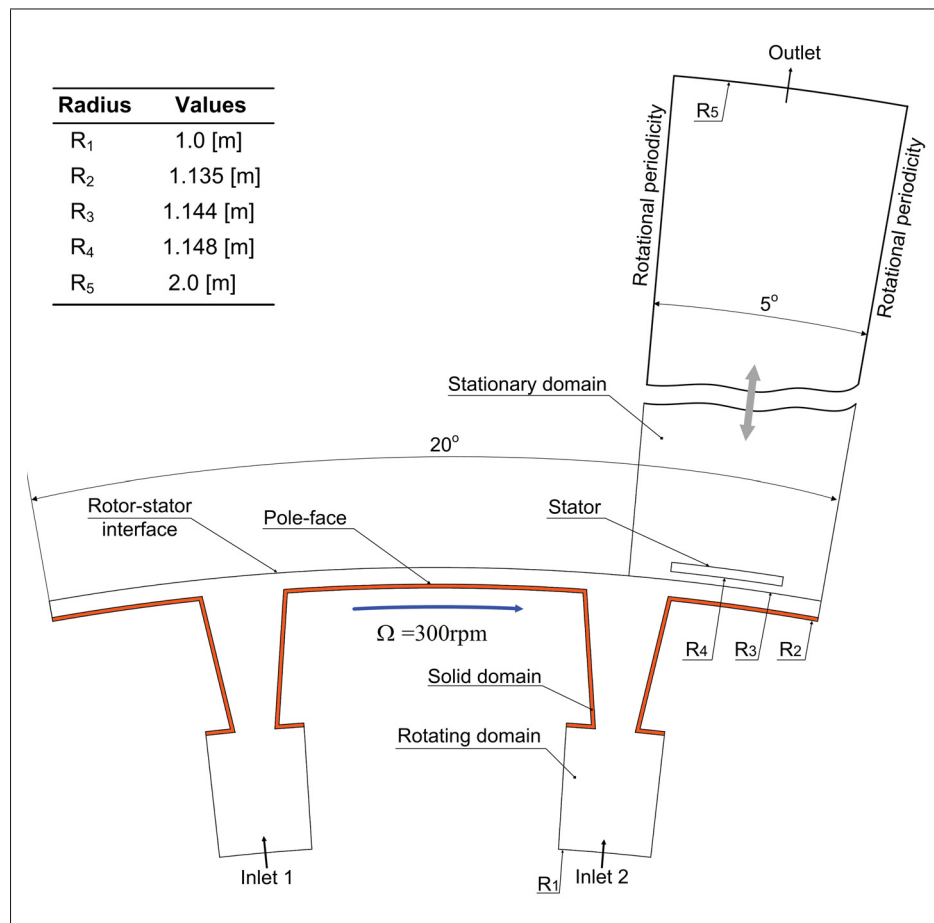 Outlet
Radius Values
R₁ 1.0 [m]
R₂ 1.135 [m]
R₃ 1.144 [m]
R₄ 1.148 [m]
R₅ 2.0 [m]
R5
Rotational periodicity
Rotational periodicity
5°
Stationary domain
20°
Rotor-stator
interface
Pole-face
Stator
Ω =300rpm
R4
R3
R2
Solid domain
Rotating domain
Inlet 1
R1
Inlet 2